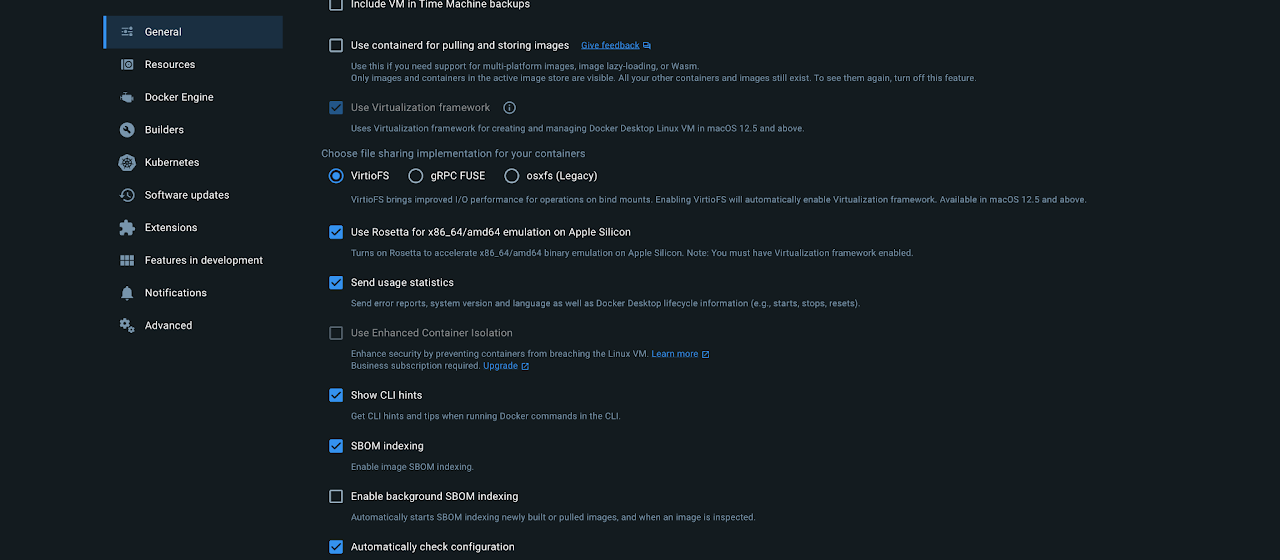 General
Resources
Docker Engine
Builders
Kubernetes
Software updates
Extensions
Features in development
Notifications
Advanced
Include VM in Time Machine backups
Use containerd for pulling and storing images Give feedback
Use this if you need support for multi-platform images, image lazy-loading, or Wasm.
Only images and containers in the active image store are visible. All your other containers and images still exist. To see them again, turn off this feature.
Use Virtualization framework
Uses Virtualization framework for creating and managing Docker Desktop Linux VM in macOS 12.5 and above.
Choose file sharing implementation for your containers
VirtioFS gRPC FUSE osxfs (Legacy)
VirtioFS brings improved I/O performance for operations on bind mounts. Enabling VirtioFS will automatically enable Virtualization framework. Available in macOS 12.5 and above.
Use Rosetta for x86_64/amd64 emulation on Apple Silicon
Turns on Rosetta to accelerate x86_64/amd64 binary emulation on Apple Silicon. Note: You must have Virtualization framework enabled.
Send usage statistics
Send error reports, system version and language as well as Docker Desktop lifecycle information (e.g., starts, stops, resets).
Use Enhanced Container Isolation
Enhance security by preventing containers from breaching the Linux VM. Learn more
Business subscription required. Upgrade
Show CLI hints
Get CLI hints and tips when running Docker commands in the CLI.
SBOM indexing
Enable image SBOM indexing.
Enable background SBOM indexing
Automatically starts SBOM indexing newly built or pulled images, and when an image is inspected.
Automatically check configuration